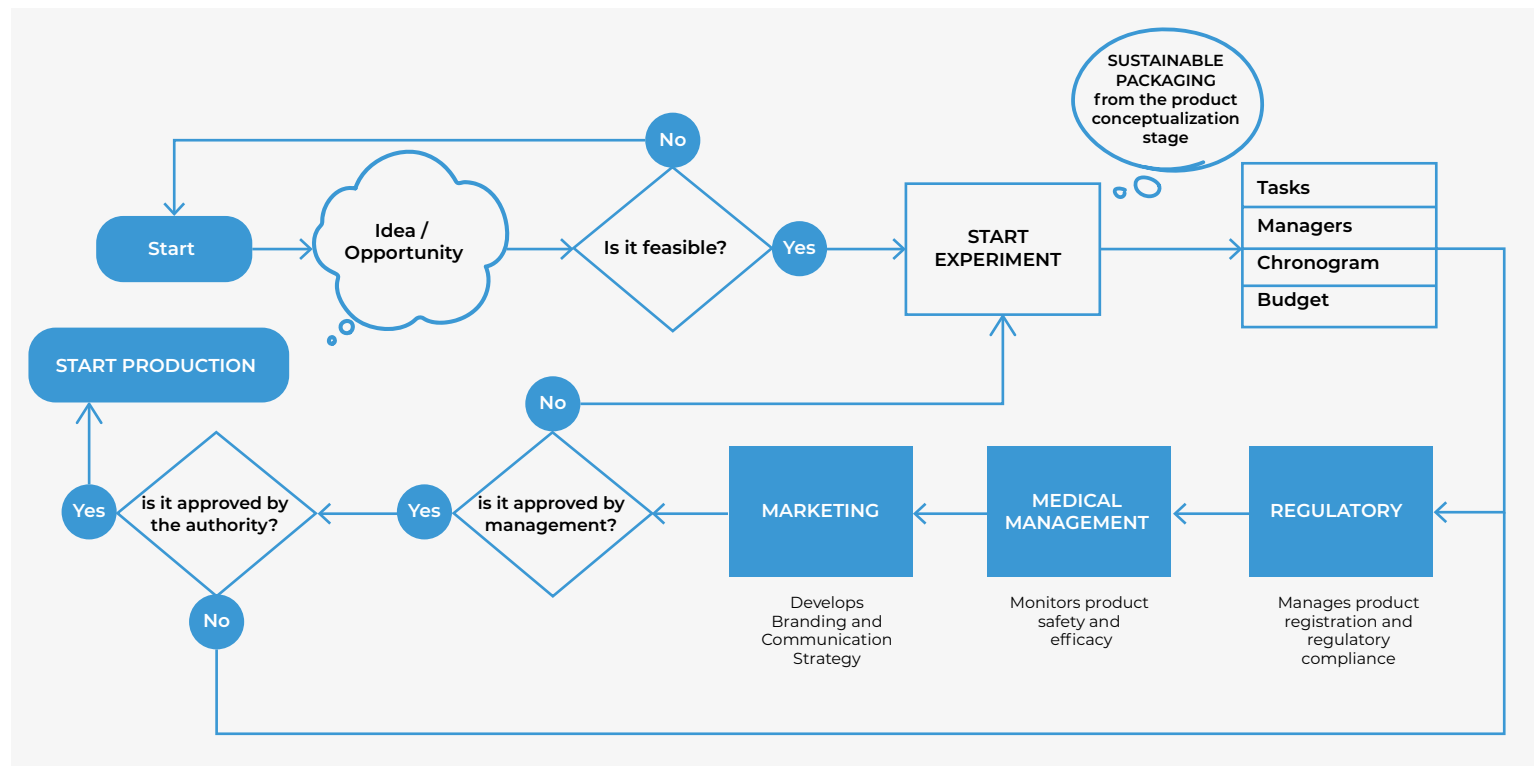 SUSTAINABLE
PACKAGING
from the product
conceptualization
stage
No
Start
Idea /
Opportunity
Is it feasible?
Yes
START
EXPERIMENT
Tasks
Managers
Chronogram
Budget
START PRODUCTION
No
Yes
is it approved by
the authority?
Yes
is it approved by
management?
MARKETING
MEDICAL
MANAGEMENT
REGULATORY
No
Develops
Branding and
Communication
Strategy
Monitors product
safety and
efficacy
Manages product
registration and
regulatory
compliance